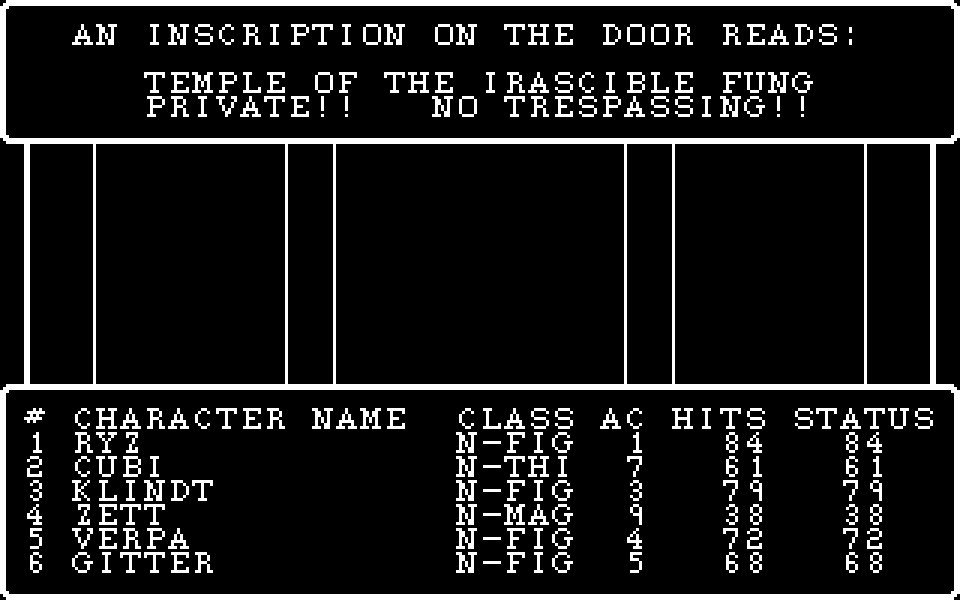 AN INSCRIPTION ON THE DOOR READS:
TEMPLE OF THE IRASCIBLE FUNG
PRIVATE!! NO TRESPASSING!!
# CHARACTER NAME CLASS AC HITS STATUS
1 RYZ N-FIG 1 84 84
2 CUBI N-THI 7 61 61
3 KLINDT N-FIG 3 79 79
4 ZETT N-MAG 9 38 38
5 VERPA N-FIG 4 72 72
6 GITTER N-FIG 5 68 68